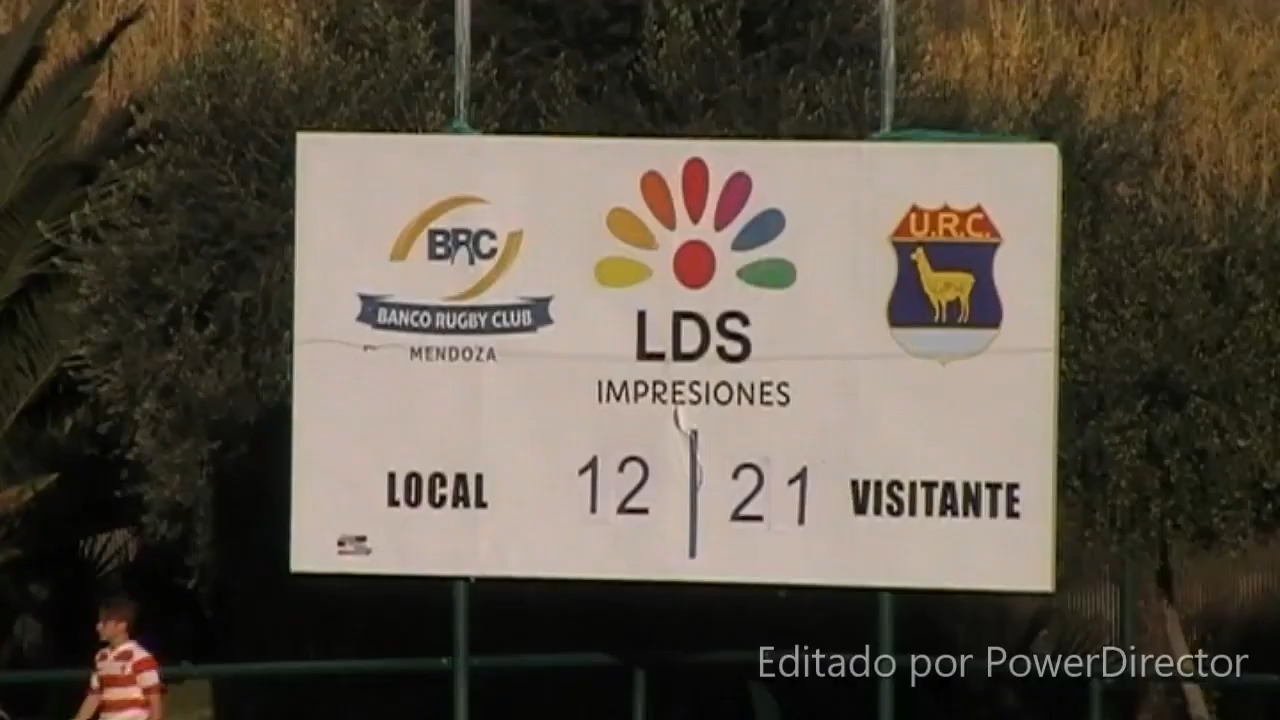 BRC
BANCO RUGBY CLUB
MENDOZA
LDS
IMPRESIONES
U.R.C.
LOCAL 12 21 VISITANTE
Editado por PowerDirector